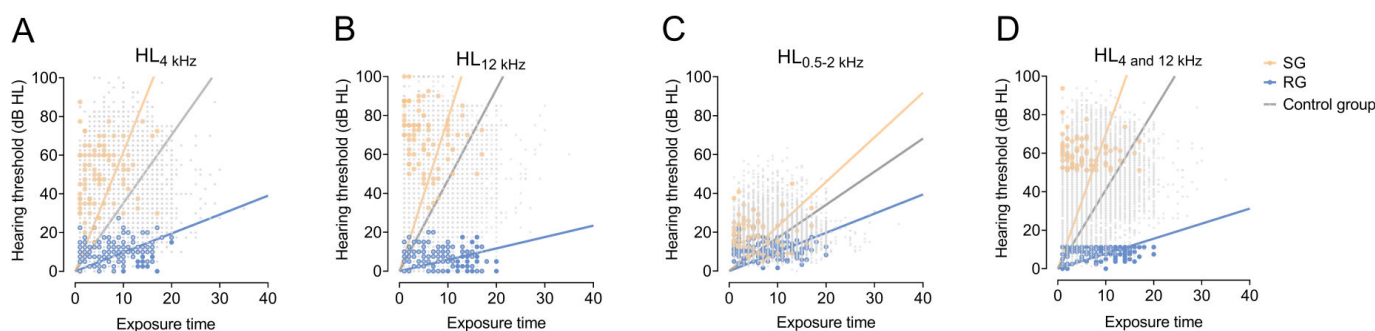 A
HL4 kHz
Hearing threshold (dB HL)
100
80
60
40
20
0
0 10 20 30 40
Exposure time
B
HL12 kHz
Hearing threshold (dB HL)
100
80
60
40
20
0
0 10 20 30 40
Exposure time
C
HL0.5-2 kHz
Hearing threshold (dB HL)
100
80
60
40
20
0
0 10 20 30 40
Exposure time
D
HL4 and 12 kHz
Hearing threshold (dB HL)
100
80
60
40
20
0
0 10 20 30 40
Exposure time
SG
RG
Control group